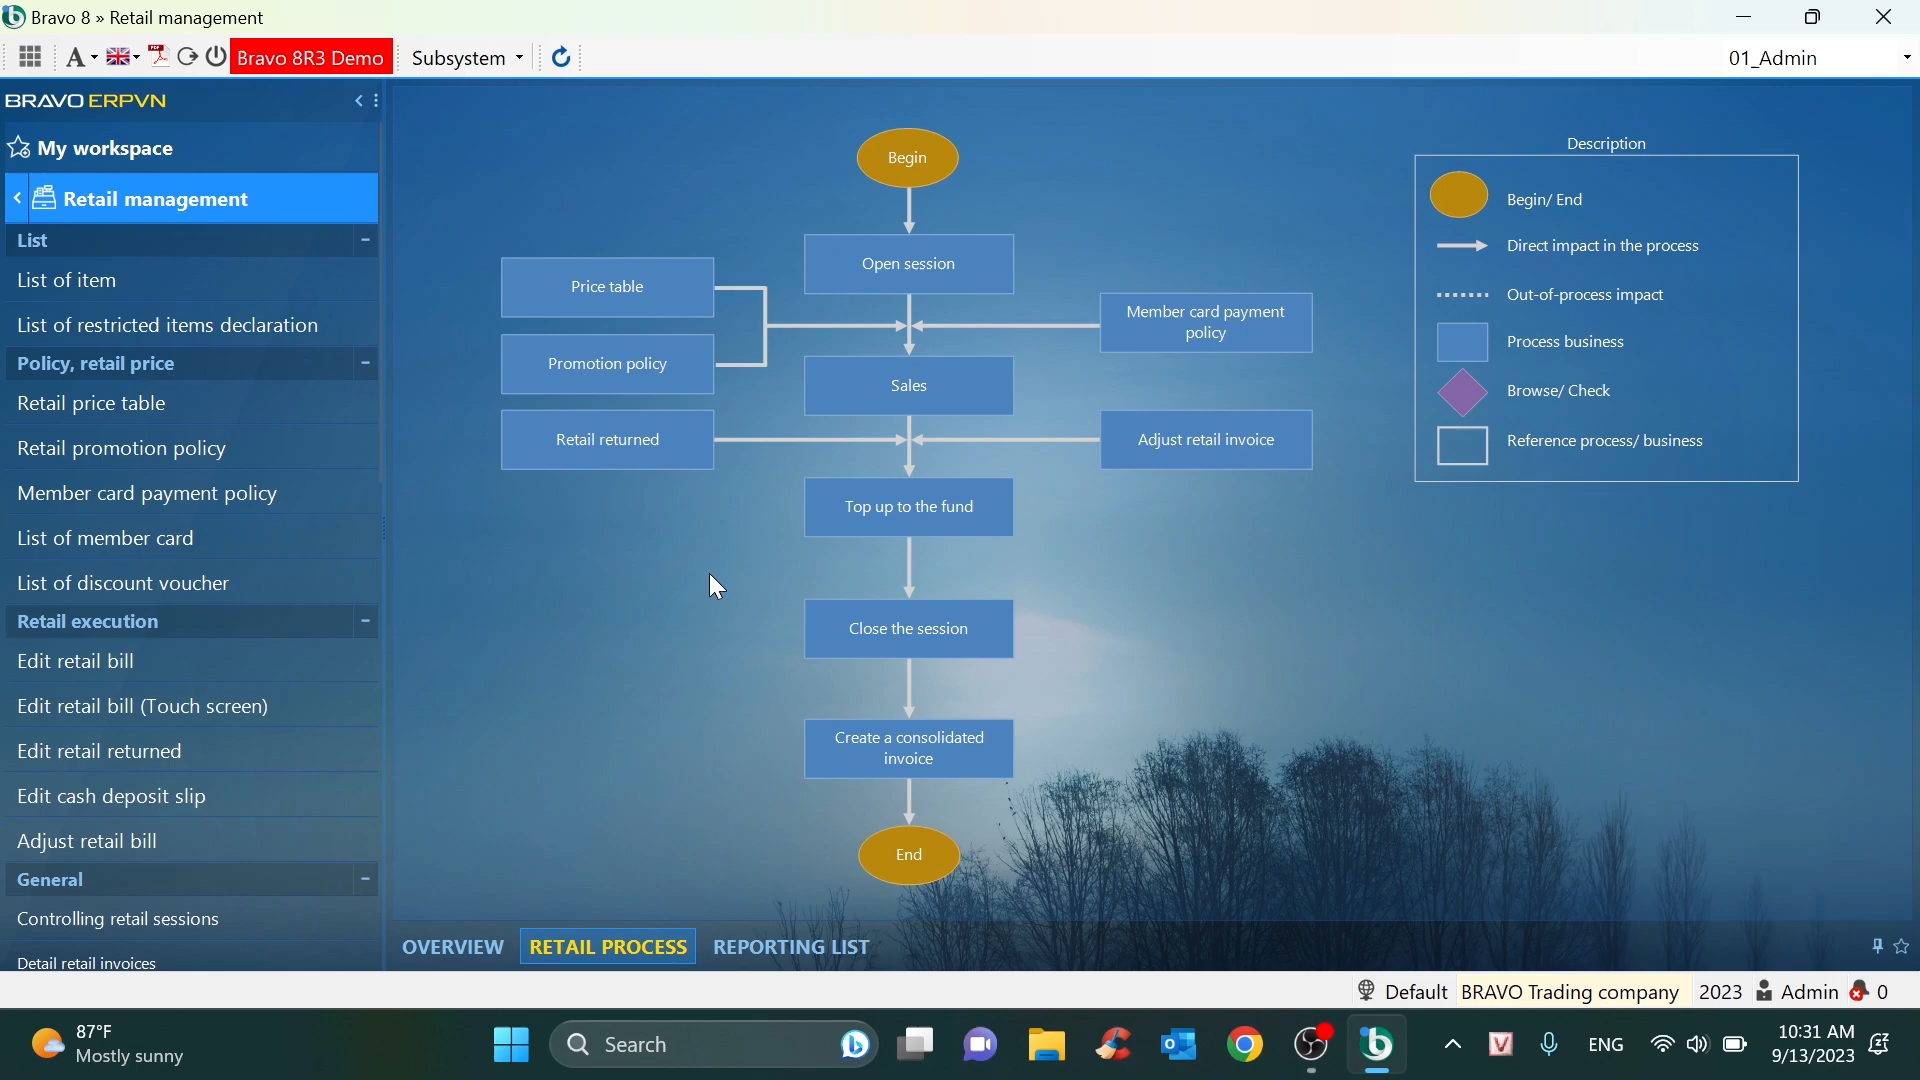 Bravo 8 » Retail management
Bravo 8R3 Demo
Subsystem
01_Admin
BRAVO ERPVN
My workspace
Retail management
List
List of item
List of restricted items declaration
Policy, retail price
Retail price table
Retail promotion policy
Member card payment policy
List of member card
List of discount voucher
Retail execution
Edit retail bill
Edit retail bill (Touch screen)
Edit retail returned
Edit cash deposit slip
Adjust retail bill
General
Controlling retail sessions
Detail retail invoices
Begin
Open session
Price table
Member card payment
policy
Promotion policy
Sales
Retail returned
Adjust retail invoice
Top up to the fund
Close the session
Create a consolidated
invoice
End
Description
Begin/ End
Direct impact in the process
Out-of-process impact
Process business
Browse/ Check
Reference process/ business
OVERVIEW
RETAIL PROCESS
REPORTING LIST
Default
BRAVO Trading company
2023
Admin
0
87°F
Mostly sunny
Search
ENG
10:31 AM
9/13/2023